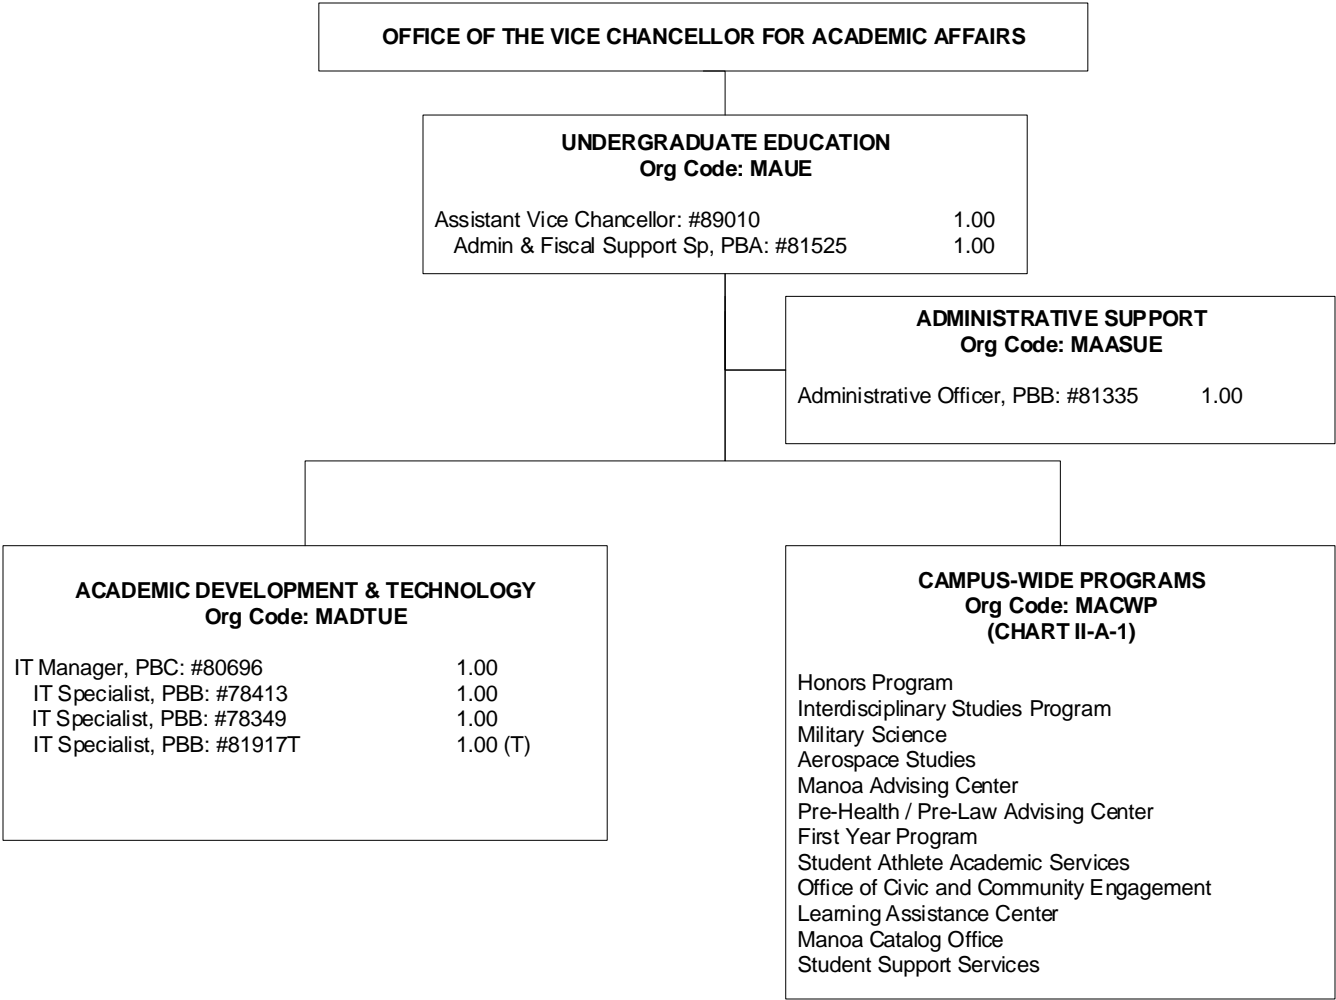 OFFICE OF THE VICE CHANCELLOR FOR ACADEMIC AFFAIRS
UNDERGRADUATE EDUCATION
Org Code: MAUE
Assistant Vice Chancellor: #89010 1.00
Admin & Fiscal Support Sp, PBA: #81525 1.00
ADMINISTRATIVE SUPPORT
Org Code: MAASUE
Administrative Officer, PBB: #81335 1.00
ACADEMIC DEVELOPMENT & TECHNOLOGY
Org Code: MADTUE
IT Manager, PBC: #80696 1.00
IT Specialist, PBB: #78413 1.00
IT Specialist, PBB: #78349 1.00
IT Specialist, PBB: #81917T 1.00 (T)
CAMPUS-WIDE PROGRAMS
Org Code: MACWP
(CHART II-A-1)
Honors Program
Interdisciplinary Studies Program
Military Science
Aerospace Studies
Manoa Advising Center
Pre-Health / Pre-Law Advising Center
First Year Program
Student Athlete Academic Services
Office of Civic and Community Engagement
Learning Assistance Center
Manoa Catalog Office
Student Support Services